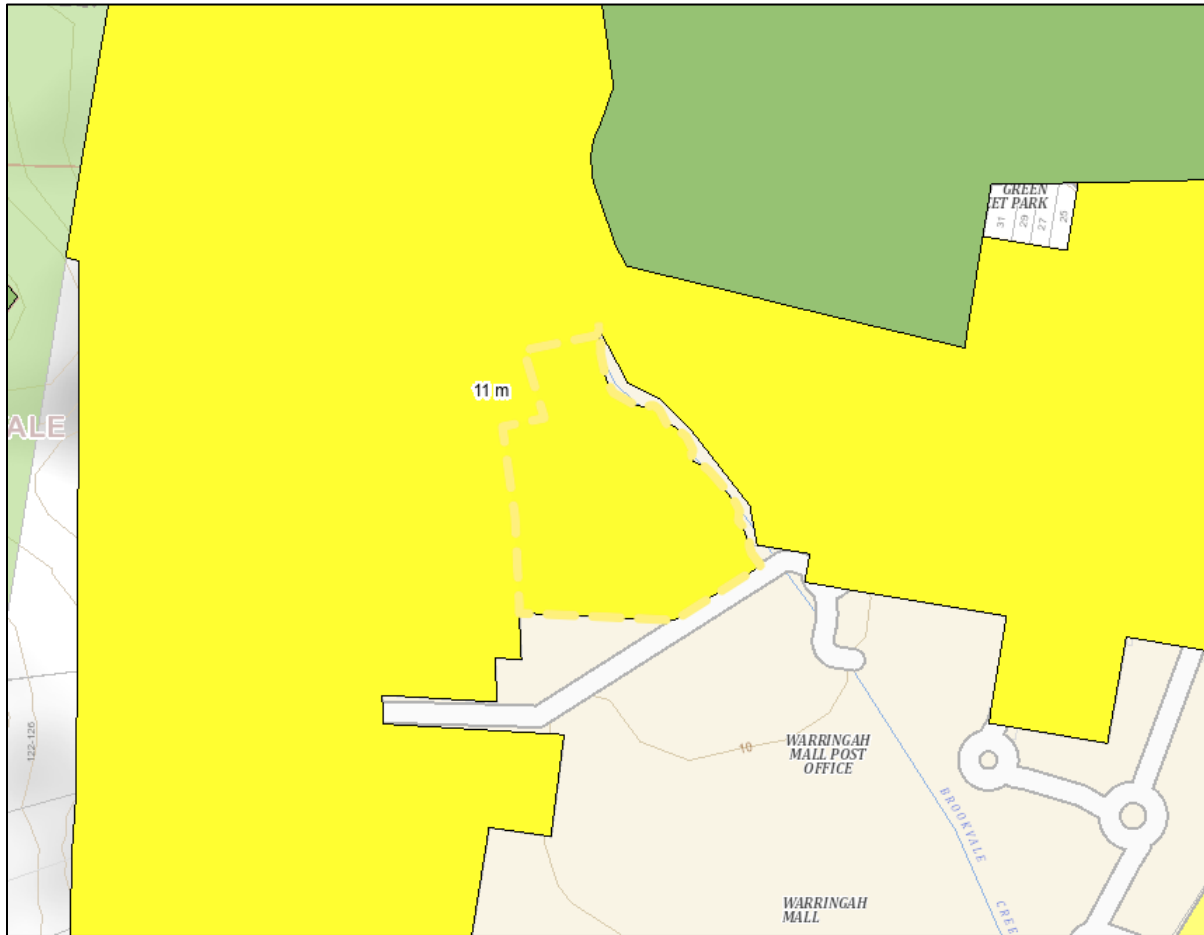 GREEN
ET PARK
31
29
27
25
11 m
ALE
122-126
10
WARRINGAH
MALL POST
OFFICE
BROOKVALE
CREE
WARRINGAH
MALL